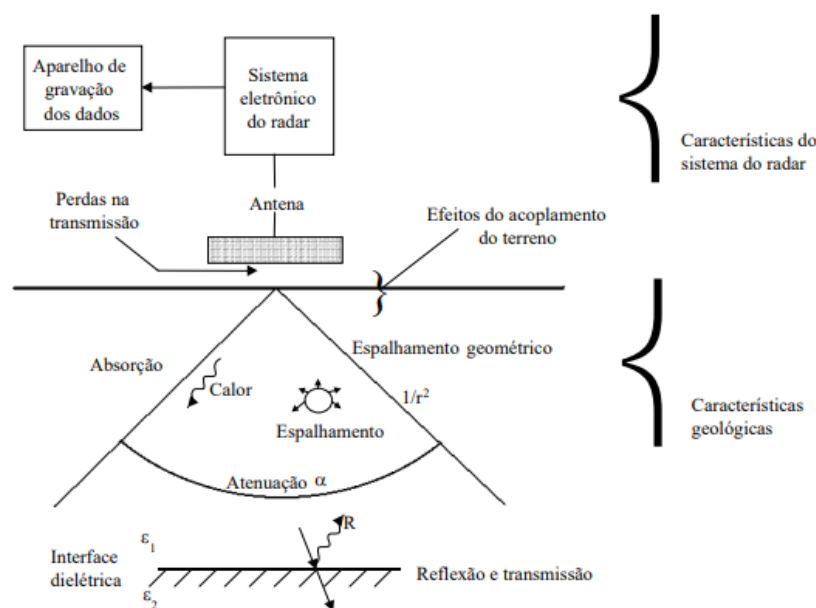 Aparelho de
gravação
dos dados
Sistema
eletrônico
do radar
Características do
sistema do radar
Perdas na
transmissão
Antena
Efeitos do acoplamento
do terreno
Absorção
Calor
Espalhamento geométrico
1/r²
Espalhamento
Características
geológicas
Atenuação α
Interface
dielétrica
ε₁
ε₂
R
Reflexão e transmissão